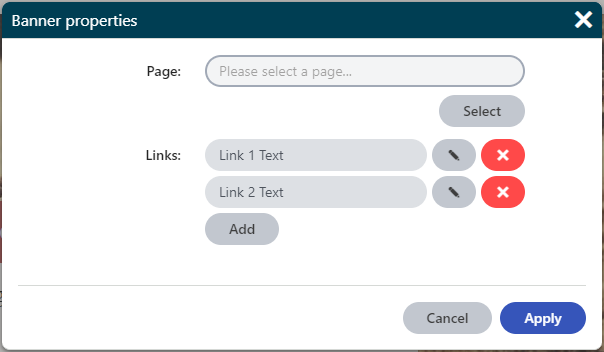 Banner properties
Page: Please select a page...
Select
Links: Link 1 Text
Link 2 Text
Add
Cancel Apply